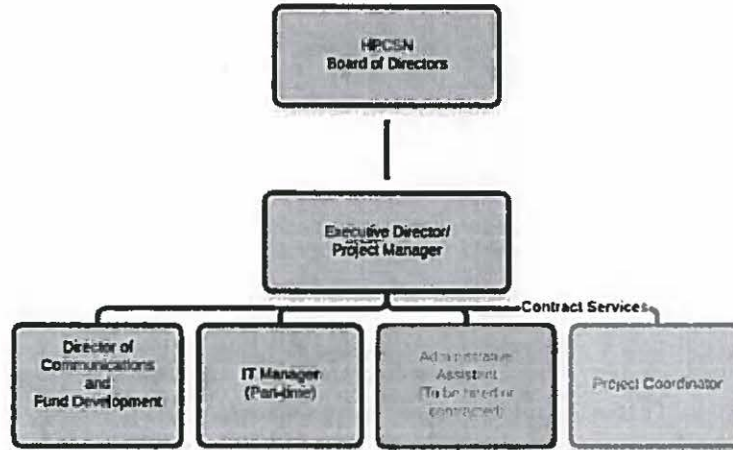 HPCSN
Board of Directors
Executive Director/
Project Manager
Contract Services
Director of
Communications
and
Fund Development
IT Manager
(Part-time)
Administrative
Assistant
(To be hired or
contracted)
Project Coordinator